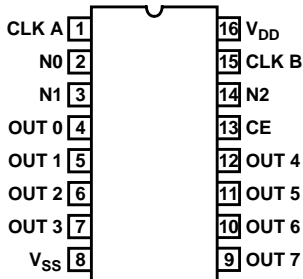 CLK A 1 16 VDD
N0 2 15 CLK B
N1 3 14 N2
OUT 0 4 13 CE
OUT 1 5 12 OUT 4
OUT 2 6 11 OUT 5
OUT 3 7 10 OUT 6
VSS 8 9 OUT 7